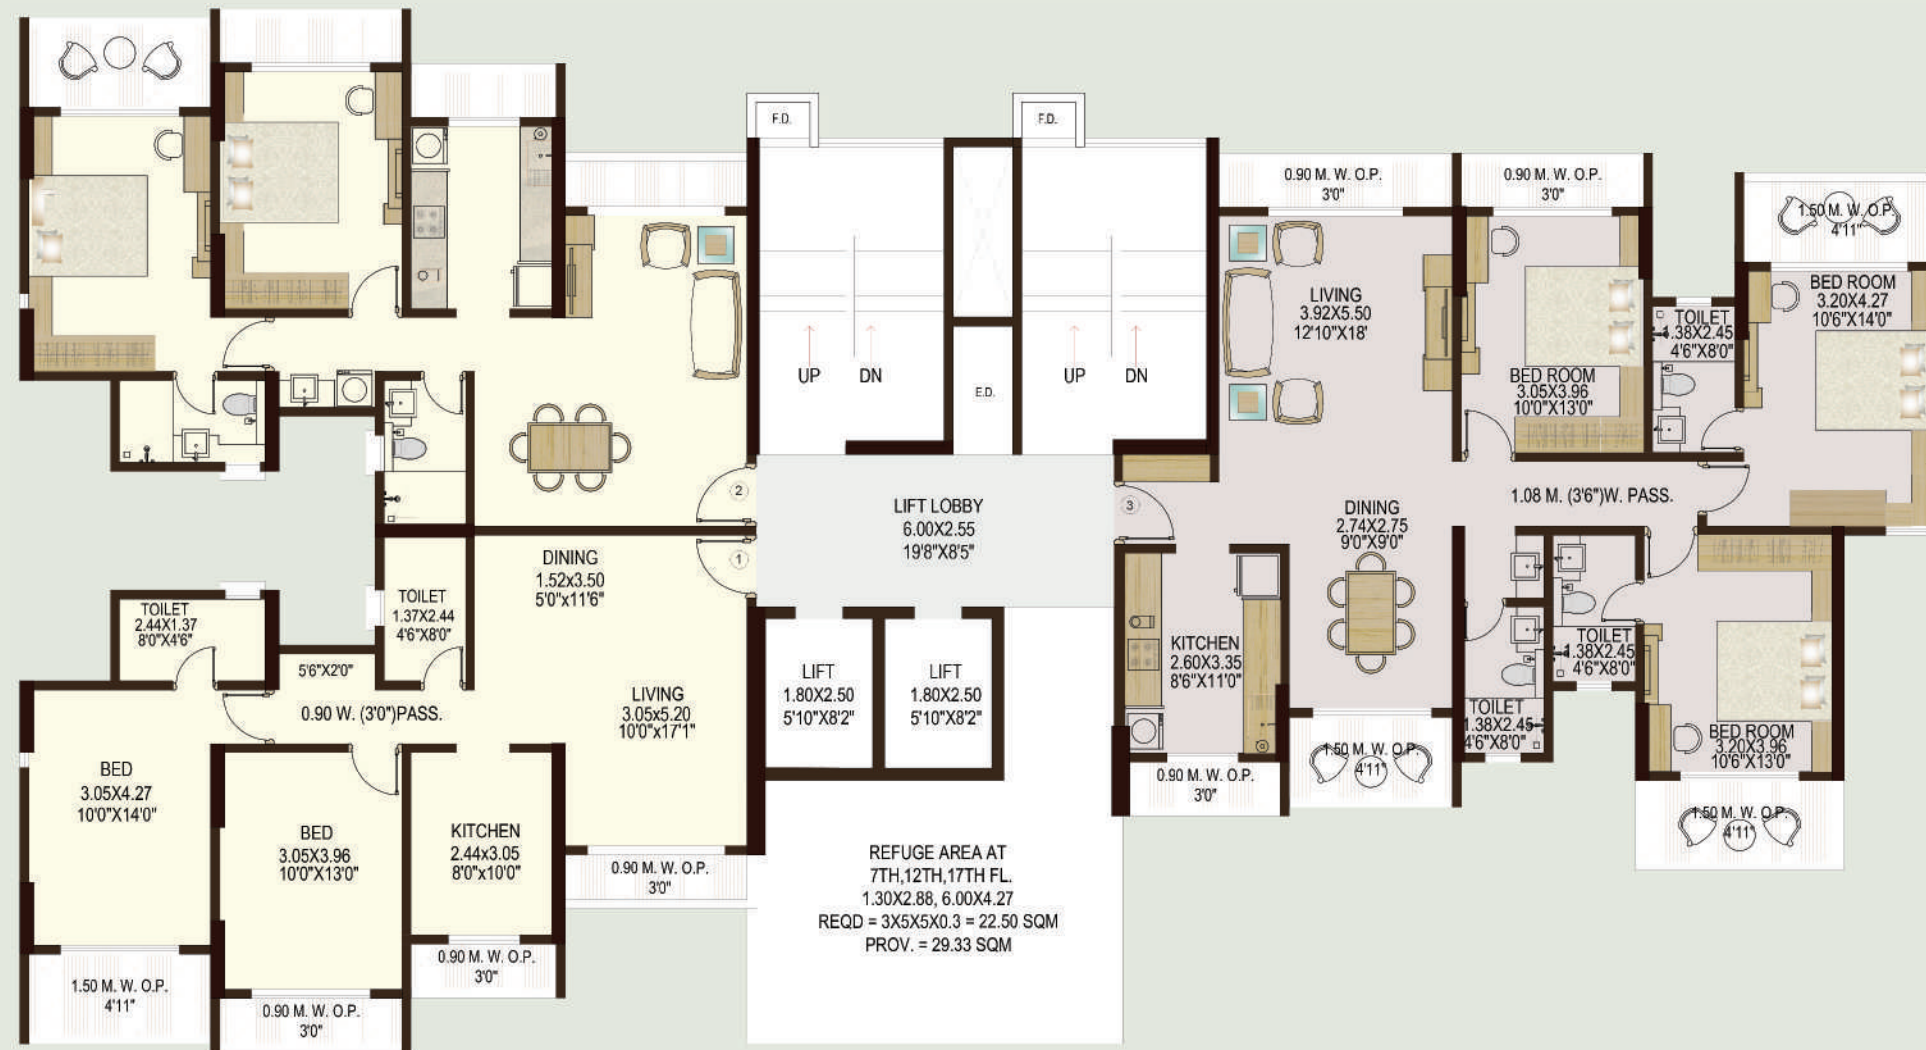 F.D.
F.D.
UP
DN
E.D.
UP
DN
2
1
3
LIFT LOBBY
6.00X2.55
19'8"X8'5"
LIFT
1.80X2.50
5'10"X8'2"
LIFT
1.80X2.50
5'10"X8'2"
REFUGE AREA AT
7TH,12TH,17TH FL.
1.30X2.88, 6.00X4.27
REQD = 3X5X5X0.3 = 22.50 SQM
PROV. = 29.33 SQM
DINING
1.52x3.50
5'0"x11'6"
TOILET
1.37X2.44
4'6"X8'0"
TOILET
2.44X1.37
8'0"X4'6"
5'6"X2'0"
0.90 W. (3'0")PASS.
LIVING
3.05x5.20
10'0"x17'1"
BED
3.05X4.27
10'0"X14'0"
BED
3.05X3.96
10'0"X13'0"
KITCHEN
2.44x3.05
8'0"x10'0"
0.90 M. W. O.P.
3'0"
0.90 M. W. O.P.
3'0"
1.50 M. W. O.P.
4'11"
0.90 M. W. O.P.
3'0"
0.90 M. W. O.P.
3'0"
0.90 M. W. O.P.
3'0"
1.50 M. W. O.P.
4'11"
LIVING
3.92X5.50
12'10"X18'
BED ROOM
3.05X3.96
10'0"X13'0"
TOILET
1.38X2.45
4'6"X8'0"
BED ROOM
3.20X4.27
10'6"X14'0"
1.08 M. (3'6")W. PASS.
DINING
2.74X2.75
9'0"X9'0"
KITCHEN
2.60X3.35
8'6"X11'0"
TOILET
1.38X2.45
4'6"X8'0"
TOILET
1.38X2.45
4'6"X8'0"
BED ROOM
3.20X3.96
10'6"X13'0"
0.90 M. W. O.P.
3'0"
1.50 M. W. O.P.
4'11"
1.50 M. W. O.P.
4'11"